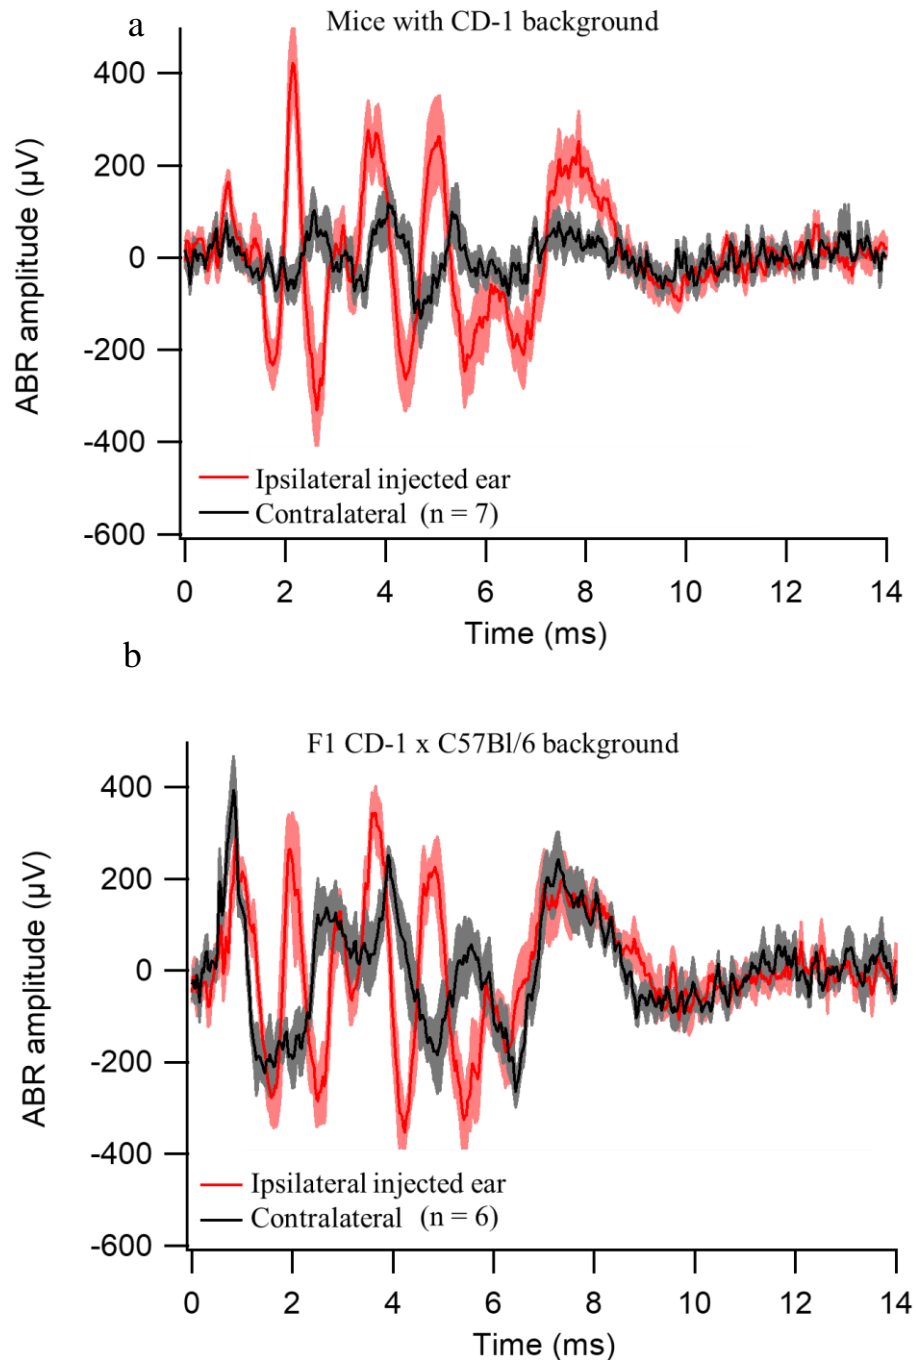 a
Mice with CD-1 background
400
200
0
-200
-400
-600
ABR amplitude (µV)
Ipsilateral injected ear
Contralateral (n = 7)
0 2 4 6 8 10 12 14
Time (ms)
b
F1 CD-1 x C57Bl/6 background
400
200
0
-200
-400
-600
ABR amplitude (µV)
Ipsilateral injected ear
Contralateral (n = 6)
0 2 4 6 8 10 12 14
Time (ms)